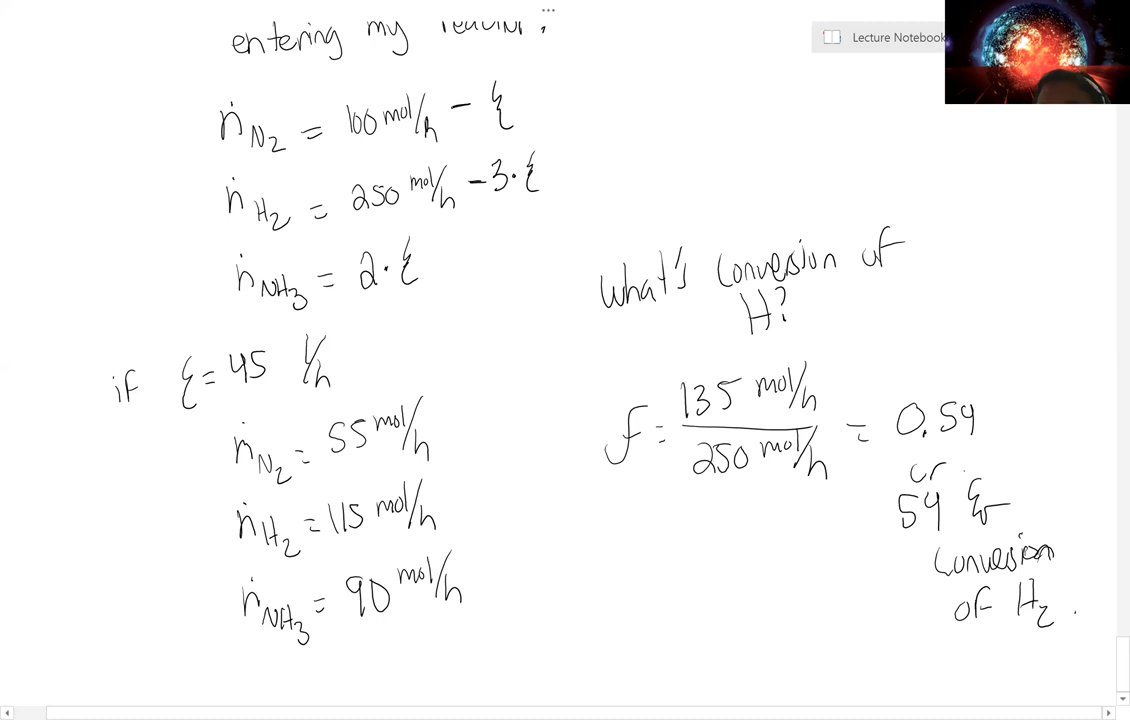 entering my reactor?
Lecture Notebook
ṅN₂ = 100 mol/h - ξ
ṅH₂ = 250 mol/h - 3·ξ
ṅNH₃ = 2·ξ
if ξ = 45 1/h
ṅN₂ = 55 mol/h
ṅH₂ = 115 mol/h
ṅNH₃ = 90 mol/h
What's conversion of
H?
f = 135 mol/h / 250 mol/h = 0.54
or
54 %
conversion
of H₂.